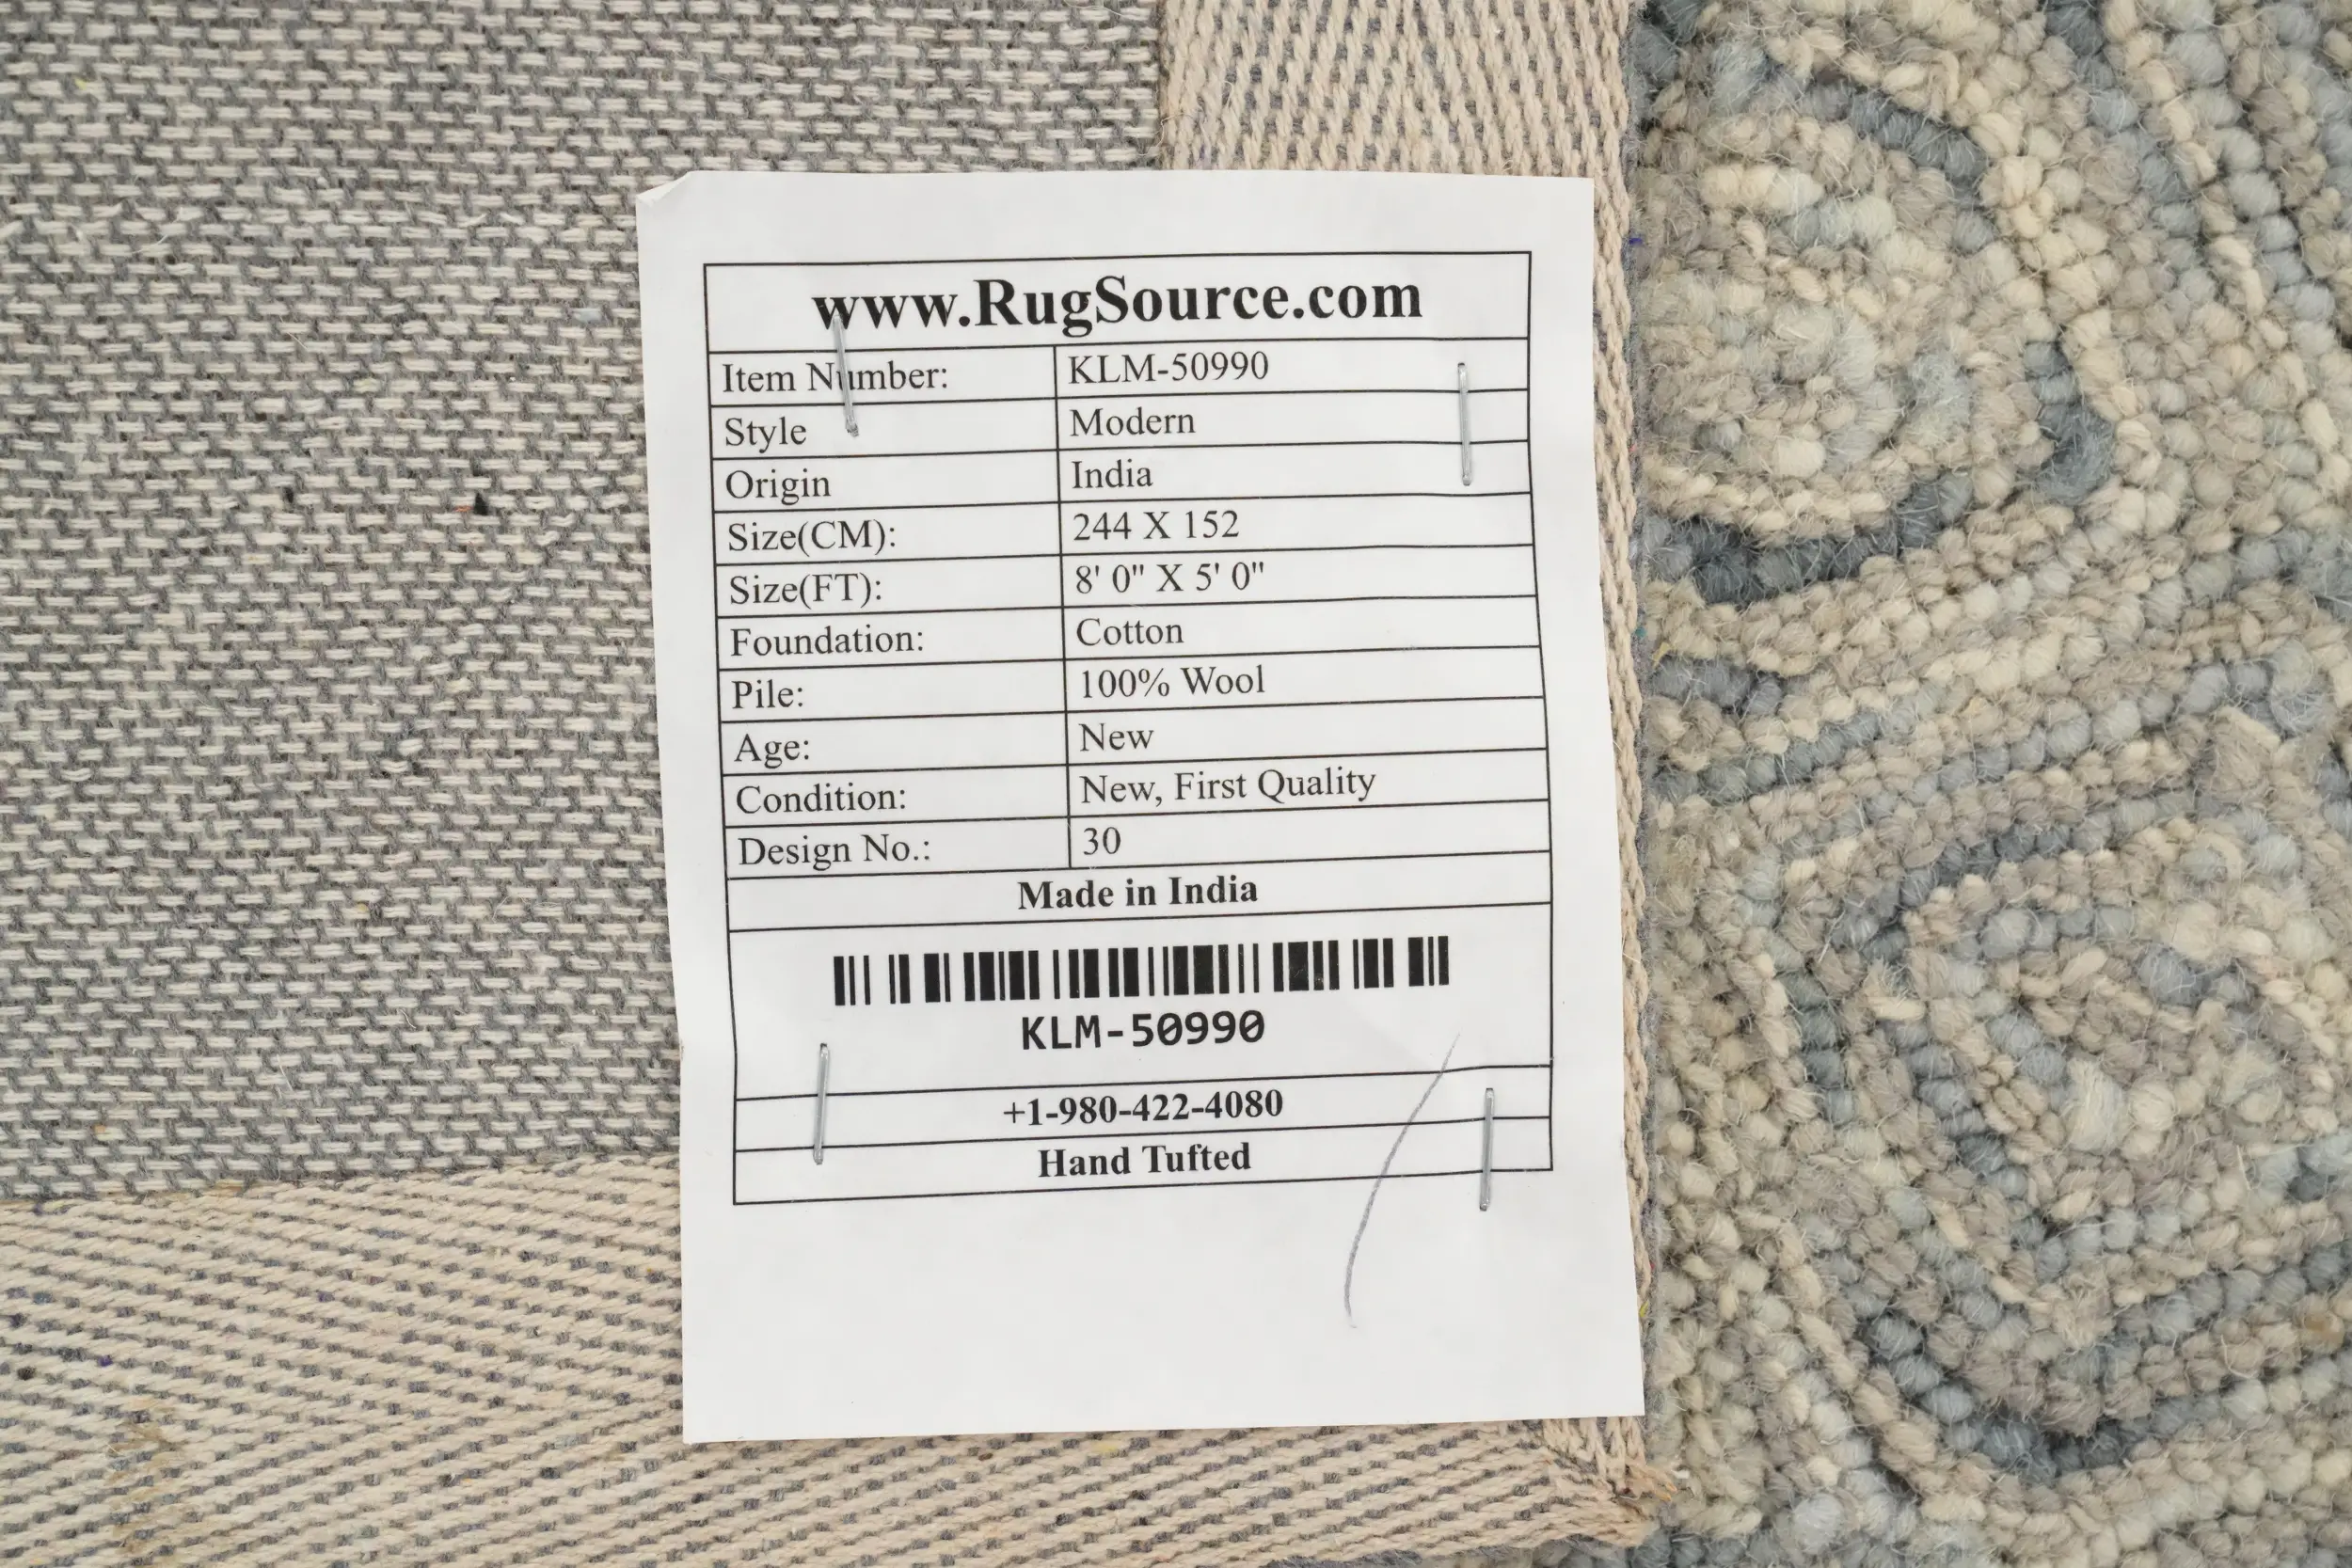 www.RugSource.com
Item Number: KLM-50990
Style Modern
Origin India
Size(CM): 244 X 152
Size(FT): 8' 0" X 5' 0"
Foundation: Cotton
Pile: 100% Wool
Age: New
Condition: New, First Quality
Design No.: 30
Made in India
KLM-50990
+1-980-422-4080
Hand Tufted